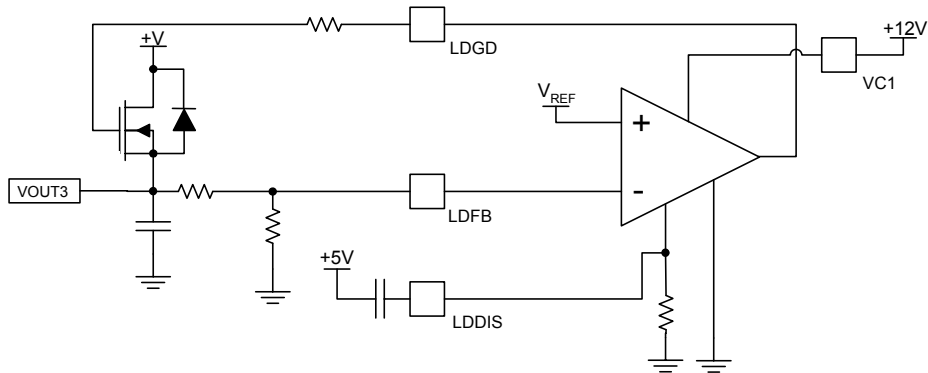 +V
LDGD
+12V
VC1
VREF
+
-
VOUT3
LDFB
+5V
LDDIS